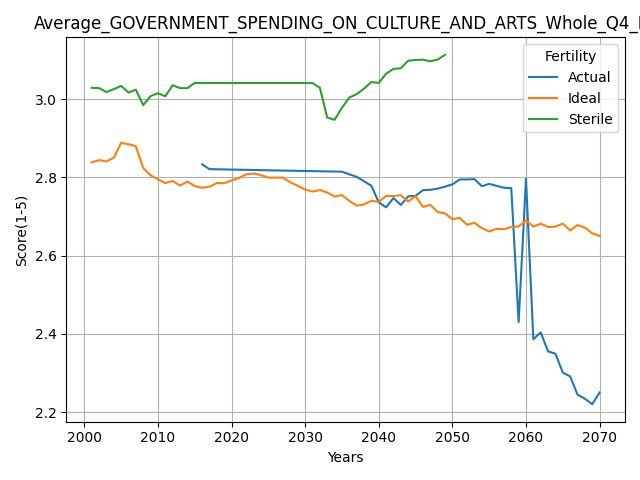 Average_GOVERNMENT_SPENDING_ON_CULTURE_AND_ARTS_Whole_Q4_
Fertility
Actual
Ideal
Sterile
Score(1-5)
3.0
2.8
2.6
2.4
2.2
2000 2010 2020 2030 2040 2050 2060 2070
Years